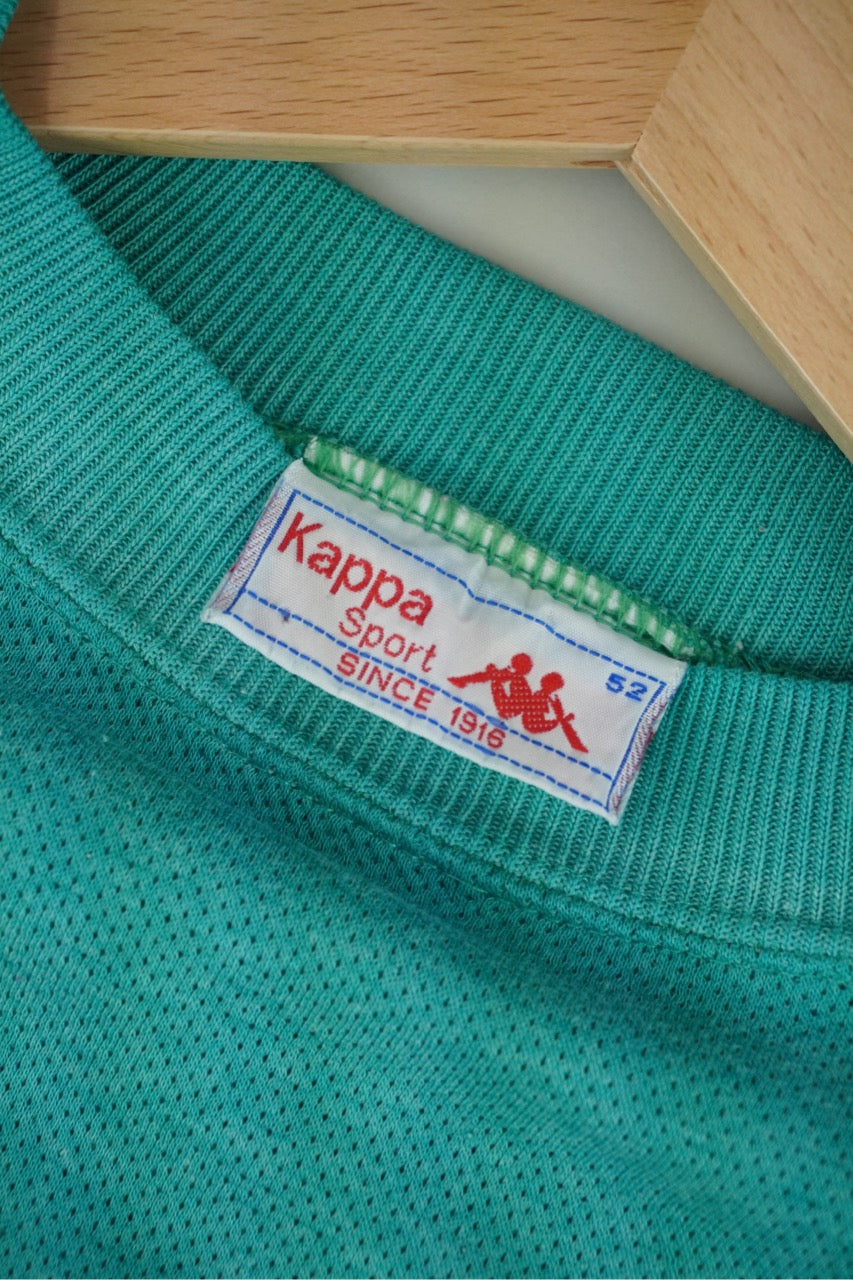 Kappa
Sport
SINCE 1916
52